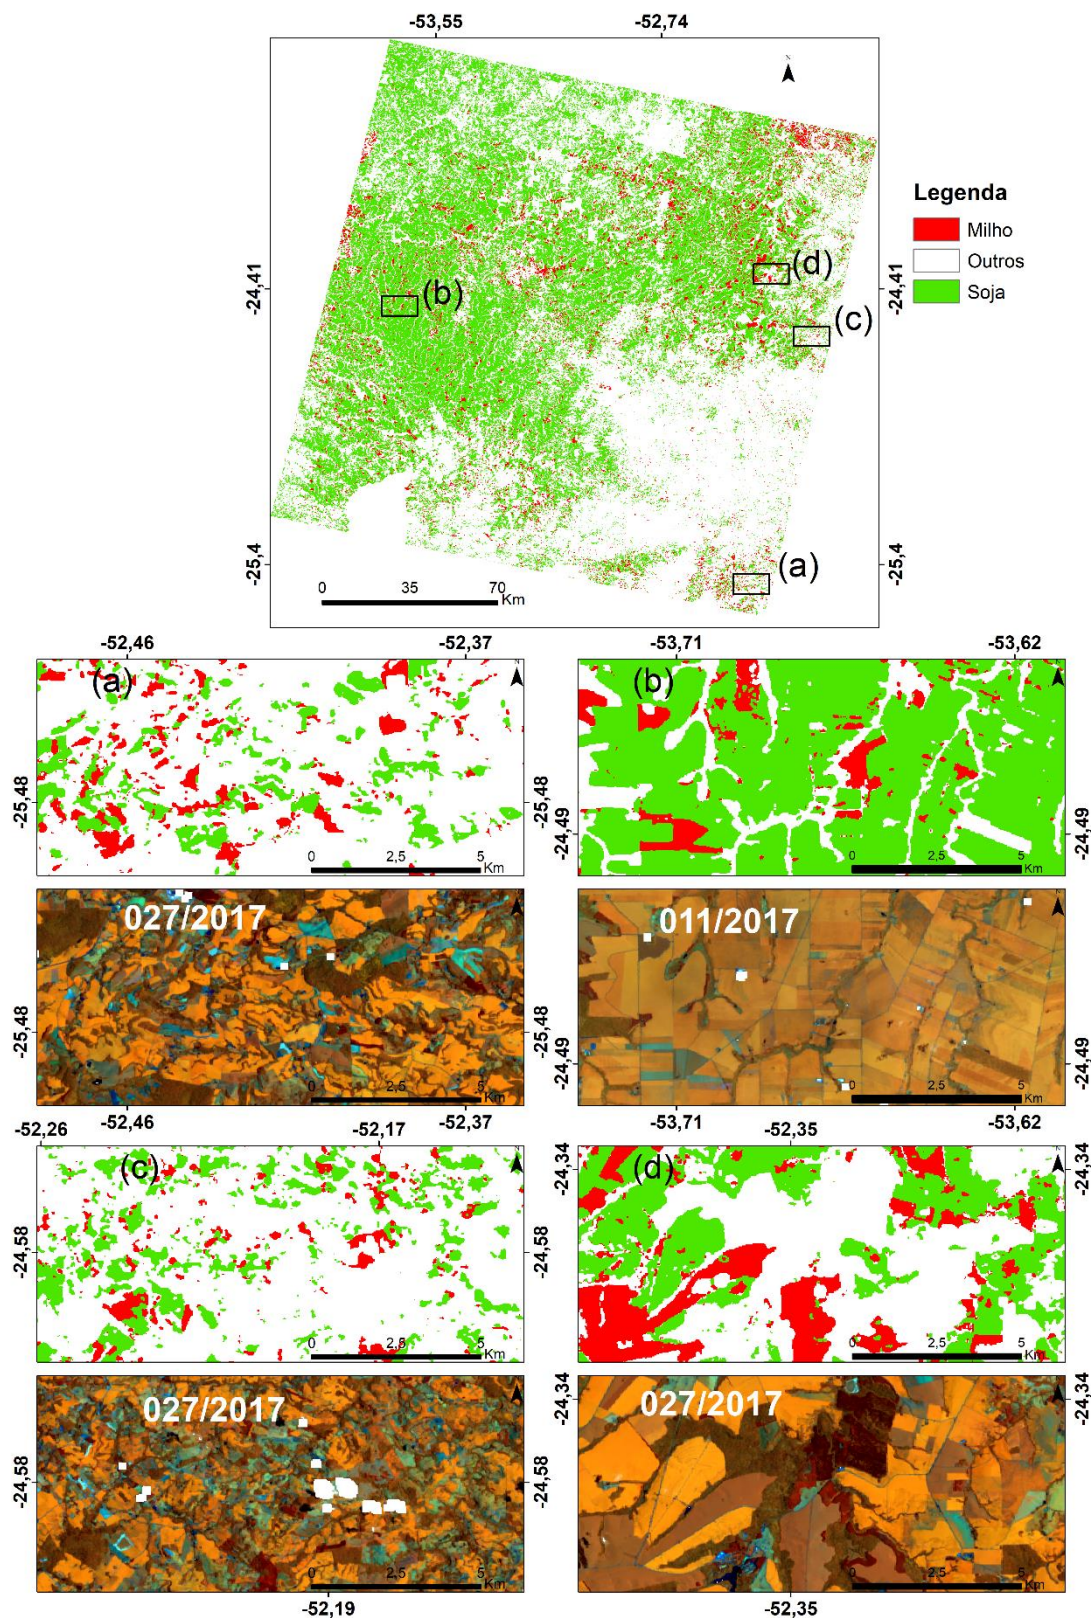 -53,55 -52,74
N
Legenda
Milho
Outros
Soja
-24,41 -24,41
(d)
(b)
(c)
-25,4 -25,4
(a)
0 35 70
Km
-52,46 -52,37 -53,71 -53,62
(a) (b)
-25,48 -25,48 -24,49 -24,49
0 2,5 5 0 2,5 5
Km Km
027/2017 011/2017
-25,48 -25,48 -24,49 -24,49
0 2,5 5 0 2,5 5
Km Km
-52,46 -52,37 -53,71 -53,62
-52,26 -52,17 -52,35
(c) (d)
-24,34 -24,34
-24,58 -24,58
0 2,5 5 0 2,5 5
Km Km
027/2017 027/2017
-24,34 -24,34
-24,58 -24,58
0 2,5 5 0 2,5 5
Km Km
-52,19 -52,35